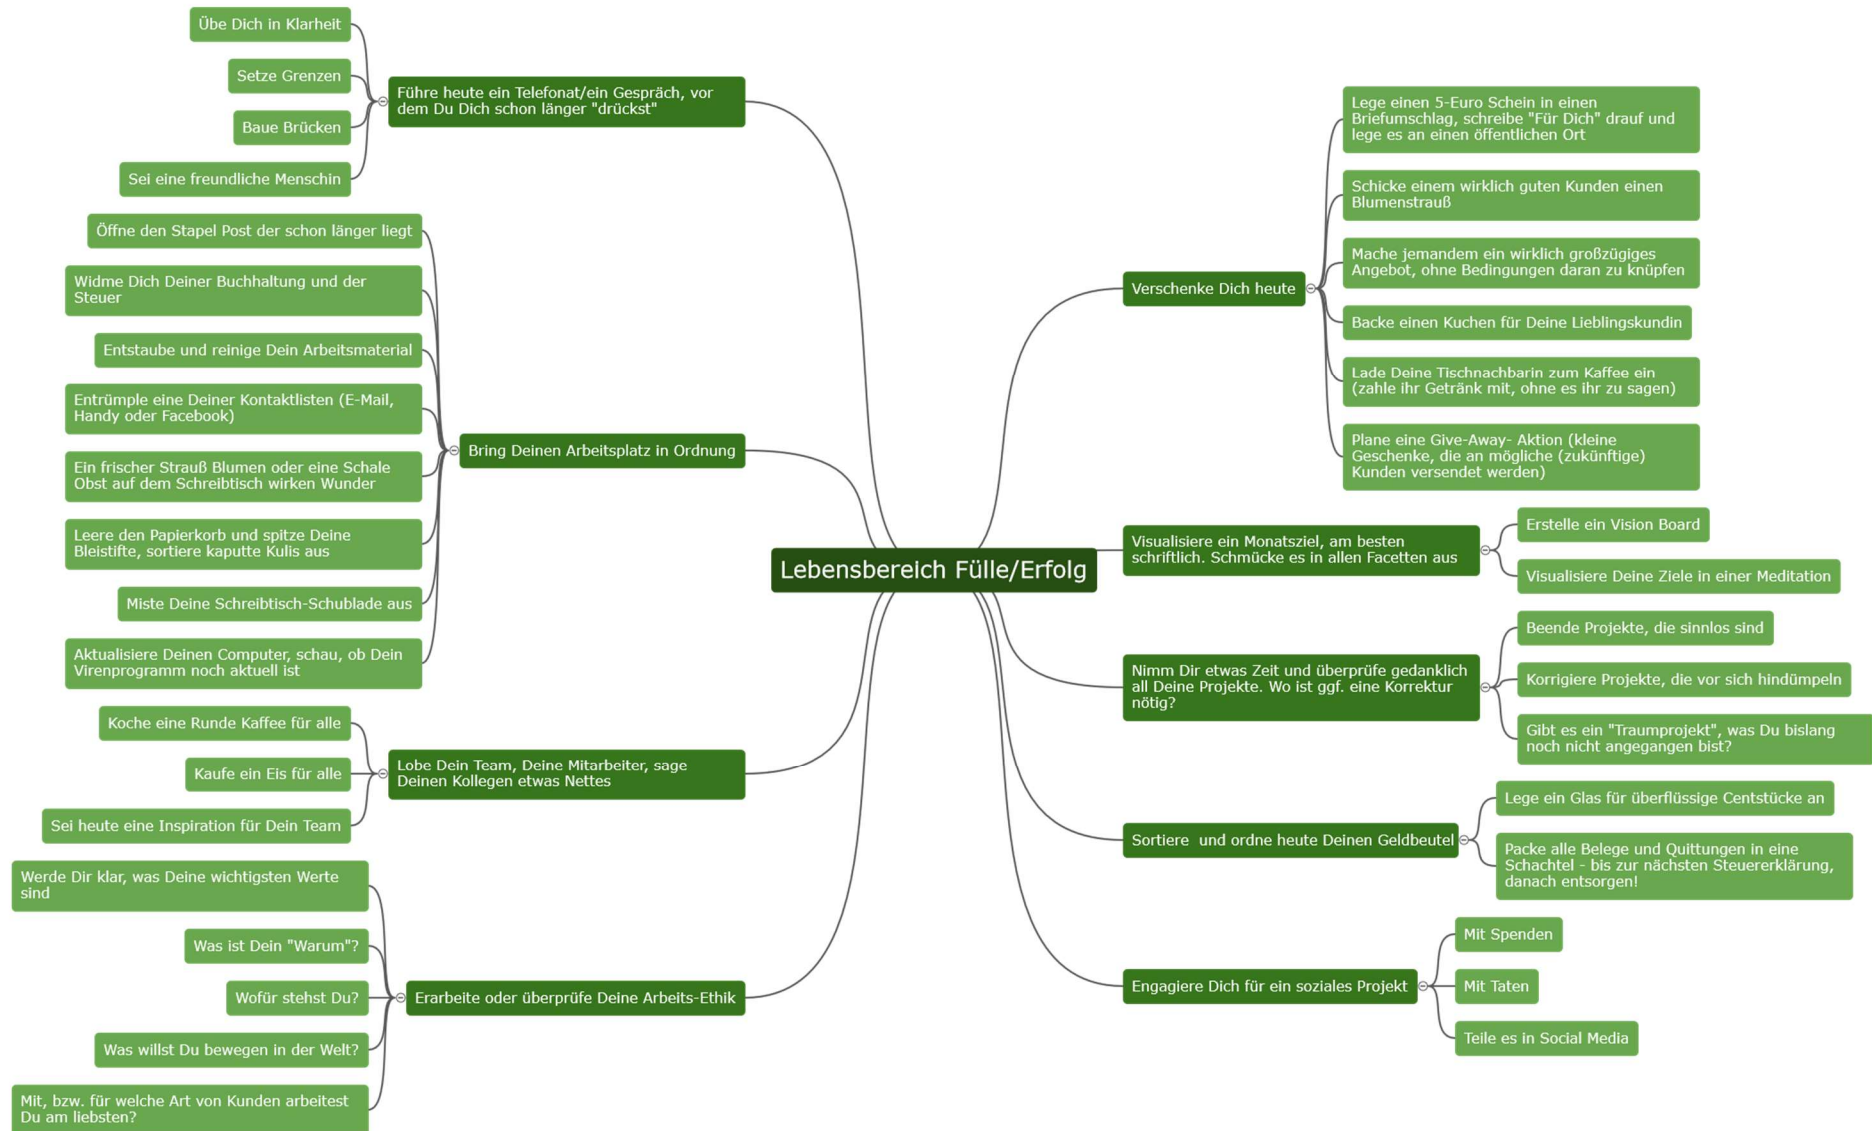 Lebensbereich Fülle/Erfolg
Führe heute ein Telefonat/ein Gespräch, vor
dem Du Dich schon länger "drückst"
Übe Dich in Klarheit
Setze Grenzen
Baue Brücken
Sei eine freundliche Menschin
Bring Deinen Arbeitsplatz in Ordnung
Öffne den Stapel Post der schon länger liegt
Widme Dich Deiner Buchhaltung und der
Steuer
Entstaube und reinige Dein Arbeitsmaterial
Entrümple eine Deiner Kontaktlisten (E-Mail,
Handy oder Facebook)
Ein frischer Strauß Blumen oder eine Schale
Obst auf dem Schreibtisch wirken Wunder
Leere den Papierkorb und spitze Deine
Bleistifte, sortiere kaputte Kulis aus
Miste Deine Schreibtisch-Schublade aus
Aktualisiere Deinen Computer, schau, ob Dein
Virenprogramm noch aktuell ist
Lobe Dein Team, Deine Mitarbeiter, sage
Deinen Kollegen etwas Nettes
Koche eine Runde Kaffee für alle
Kaufe ein Eis für alle
Sei heute eine Inspiration für Dein Team
Erarbeite oder überprüfe Deine Arbeits-Ethik
Werde Dir klar, was Deine wichtigsten Werte
sind
Was ist Dein "Warum"?
Wofür stehst Du?
Was willst Du bewegen in der Welt?
Mit, bzw. für welche Art von Kunden arbeitest
Du am liebsten?
Verschenke Dich heute
Lege einen 5-Euro Schein in einen
Briefumschlag, schreibe "Für Dich" drauf und
lege es an einen öffentlichen Ort
Schicke einem wirklich guten Kunden einen
Blumenstrauß
Mache jemandem ein wirklich großzügiges
Angebot, ohne Bedingungen daran zu knüpfen
Backe einen Kuchen für Deine Lieblingskundin
Lade Deine Tischnachbarin zum Kaffee ein
(zahle ihr Getränk mit, ohne es ihr zu sagen)
Plane eine Give-Away- Aktion (kleine
Geschenke, die an mögliche (zukünftige)
Kunden versendet werden)
Visualisiere ein Monatsziel, am besten
schriftlich. Schmücke es in allen Facetten aus
Erstelle ein Vision Board
Visualisiere Deine Ziele in einer Meditation
Nimm Dir etwas Zeit und überprüfe gedanklich
all Deine Projekte. Wo ist ggf. eine Korrektur
nötig?
Beende Projekte, die sinnlos sind
Korrigiere Projekte, die vor sich hindümpeln
Gibt es ein "Traumprojekt", was Du bislang
noch nicht angegangen bist?
Sortiere  und ordne heute Deinen Geldbeutel
Lege ein Glas für überflüssige Centstücke an
Packe alle Belege und Quittungen in eine
Schachtel - bis zur nächsten Steuererklärung,
danach entsorgen!
Engagiere Dich für ein soziales Projekt
Mit Spenden
Mit Taten
Teile es in Social Media